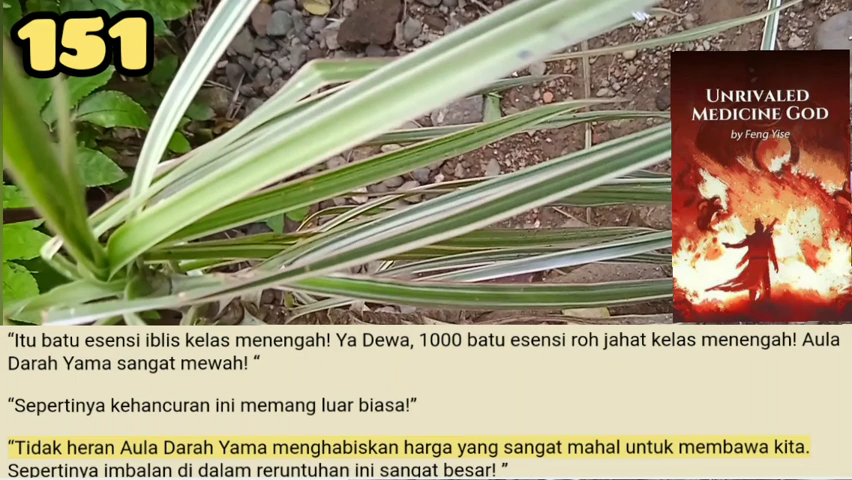 151
UNRIVALED
MEDICINE GOD
by Feng Yise
“Itu batu esensi iblis kelas menengah! Ya Dewa, 1000 batu esensi roh jahat kelas menengah! Aula
Darah Yama sangat mewah! “
“Sepertinya kehancuran ini memang luar biasa!”
“Tidak heran Aula Darah Yama menghabiskan harga yang sangat mahal untuk membawa kita.
Sepertinya imbalan di dalam reruntuhan ini sangat besar! ”